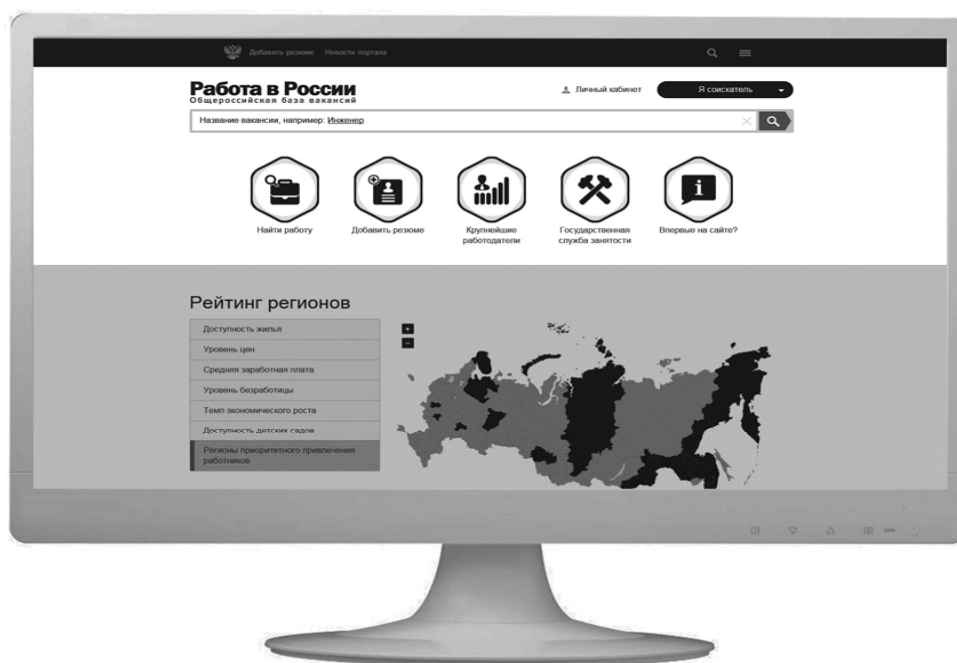 Добавить резюме Новости портала
Работа в России
Общероссийская база вакансий
Личный кабинет
Я соискатель
Название вакансии, например: Инженер
Найти работу
Добавить резюме
Крупнейшие
работодатели
Государственная
служба занятости
Впервые на сайте?
Рейтинг регионов
Доступность жилья
Уровень цен
Средняя заработная плата
Уровень безработицы
Темп экономического роста
Доступность детских садов
Регионы приоритетного привлечения
работников